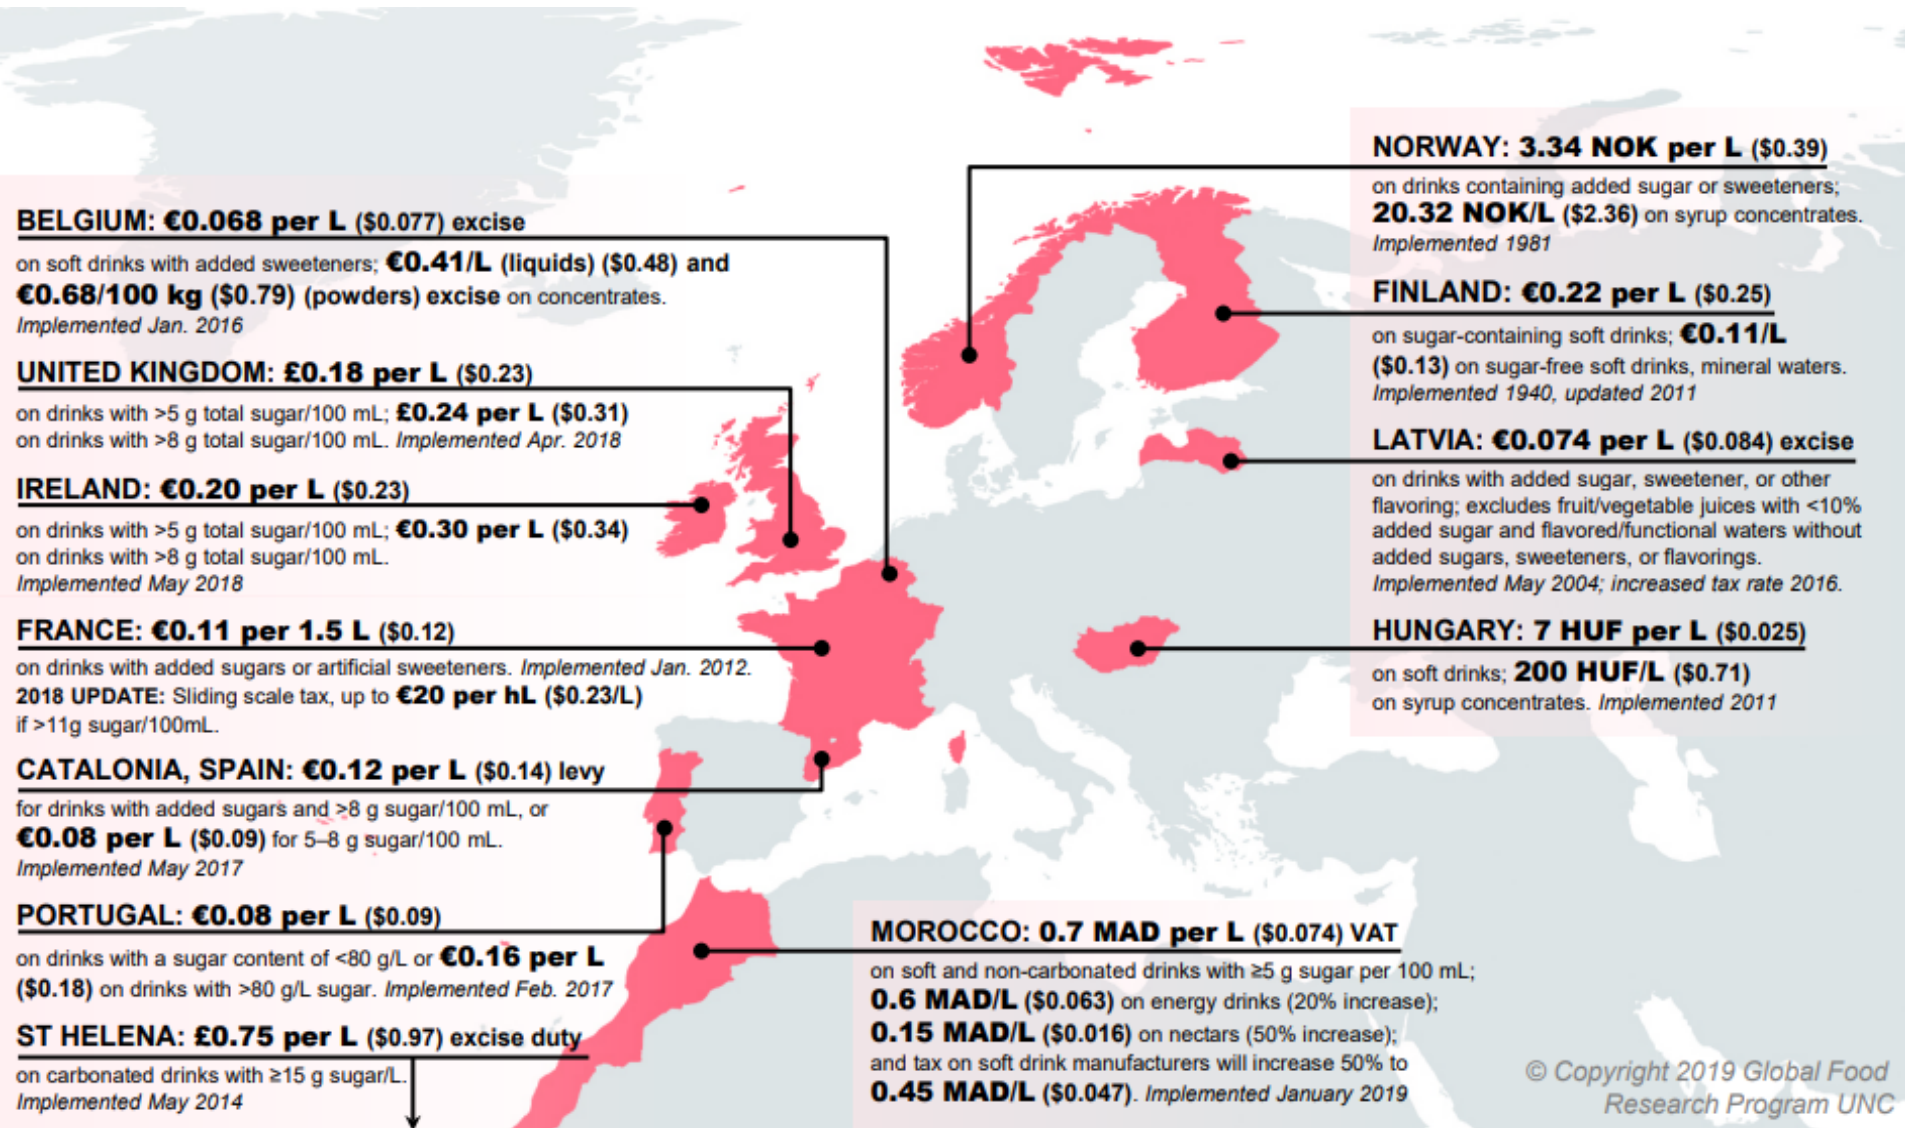 BELGIUM: €0.068 per L ($0.077) excise
on soft drinks with added sweeteners; €0.41/L (liquids) ($0.48) and
€0.68/100 kg ($0.79) (powders) excise on concentrates.
Implemented Jan. 2016
UNITED KINGDOM: £0.18 per L ($0.23)
on drinks with >5 g total sugar/100 mL; £0.24 per L ($0.31)
on drinks with >8 g total sugar/100 mL. Implemented Apr. 2018
IRELAND: €0.20 per L ($0.23)
on drinks with >5 g total sugar/100 mL; €0.30 per L ($0.34)
on drinks with >8 g total sugar/100 mL.
Implemented May 2018
FRANCE: €0.11 per 1.5 L ($0.12)
on drinks with added sugars or artificial sweeteners. Implemented Jan. 2012.
2018 UPDATE: Sliding scale tax, up to €20 per hL ($0.23/L)
if >11g sugar/100mL.
CATALONIA, SPAIN: €0.12 per L ($0.14) levy
for drinks with added sugars and >8 g sugar/100 mL, or
€0.08 per L ($0.09) for 5–8 g sugar/100 mL.
Implemented May 2017
PORTUGAL: €0.08 per L ($0.09)
on drinks with a sugar content of <80 g/L or €0.16 per L
($0.18) on drinks with >80 g/L sugar. Implemented Feb. 2017
ST HELENA: £0.75 per L ($0.97) excise duty
on carbonated drinks with ≥15 g sugar/L.
Implemented May 2014
NORWAY: 3.34 NOK per L ($0.39)
on drinks containing added sugar or sweeteners;
20.32 NOK/L ($2.36) on syrup concentrates.
Implemented 1981
FINLAND: €0.22 per L ($0.25)
on sugar-containing soft drinks; €0.11/L
($0.13) on sugar-free soft drinks, mineral waters.
Implemented 1940, updated 2011
LATVIA: €0.074 per L ($0.084) excise
on drinks with added sugar, sweetener, or other
flavoring; excludes fruit/vegetable juices with <10%
added sugar and flavored/functional waters without
added sugars, sweeteners, or flavorings.
Implemented May 2004; increased tax rate 2016.
HUNGARY: 7 HUF per L ($0.025)
on soft drinks; 200 HUF/L ($0.71)
on syrup concentrates. Implemented 2011
MOROCCO: 0.7 MAD per L ($0.074) VAT
on soft and non-carbonated drinks with ≥5 g sugar per 100 mL;
0.6 MAD/L ($0.063) on energy drinks (20% increase);
0.15 MAD/L ($0.016) on nectars (50% increase);
and tax on soft drink manufacturers will increase 50% to
0.45 MAD/L ($0.047). Implemented January 2019
© Copyright 2019 Global Food
Research Program UNC